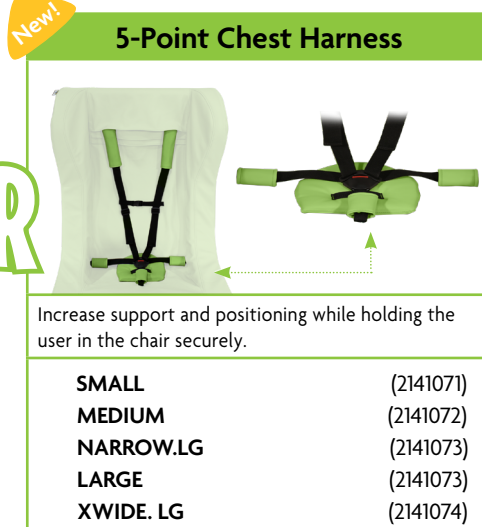 New!
5-Point Chest Harness
R
Increase support and positioning while holding the
user in the chair securely.
SMALL (2141071)
MEDIUM (2141072)
NARROW.LG (2141073)
LARGE (2141073)
XWIDE. LG (2141074)